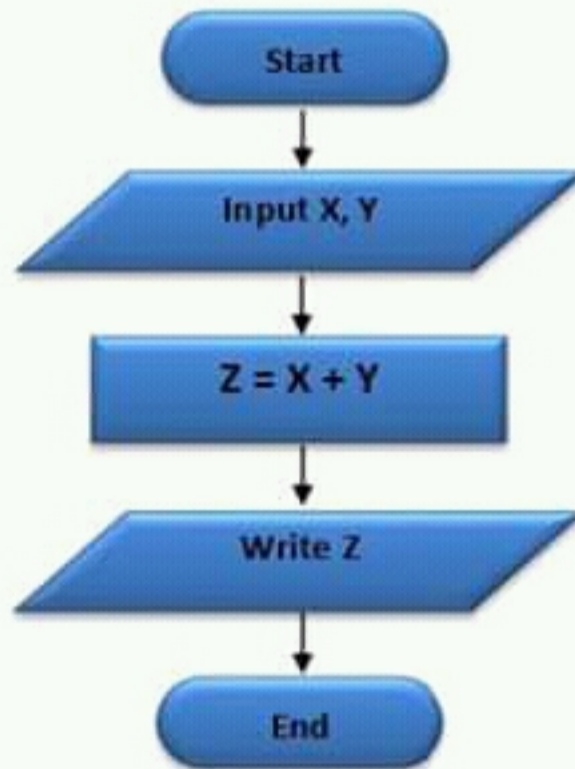 Start
Input X, Y
Z = X + Y
Write Z
End